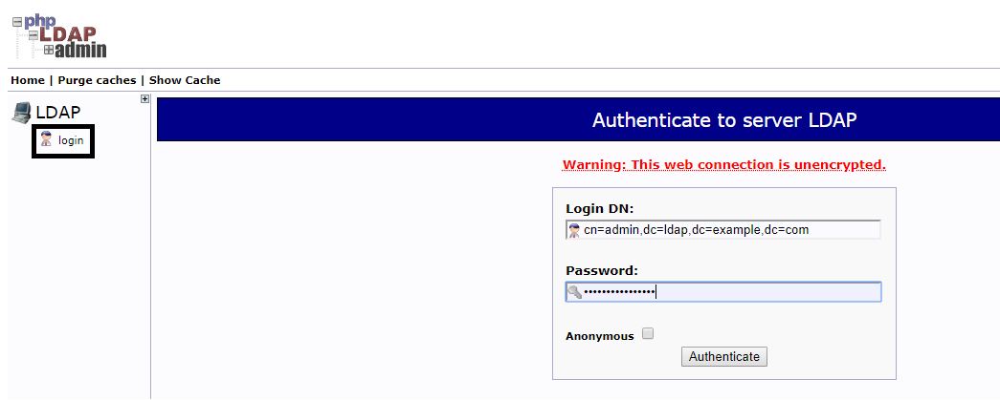 php
LDAP
admin
Home | Purge caches | Show Cache
LDAP
login
Authenticate to server LDAP
Warning: This web connection is unencrypted.
Login DN:
cn=admin,dc=ldap,dc=example,dc=com
Password:
••••••••••••••••
Anonymous
Authenticate